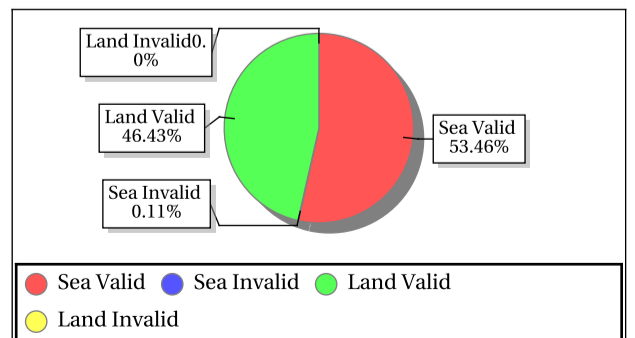 Land Invalid0.
0%
Land Valid
46.43%
Sea Valid
53.46%
Sea Invalid
0.11%
Sea Valid Sea Invalid Land Valid
Land Invalid